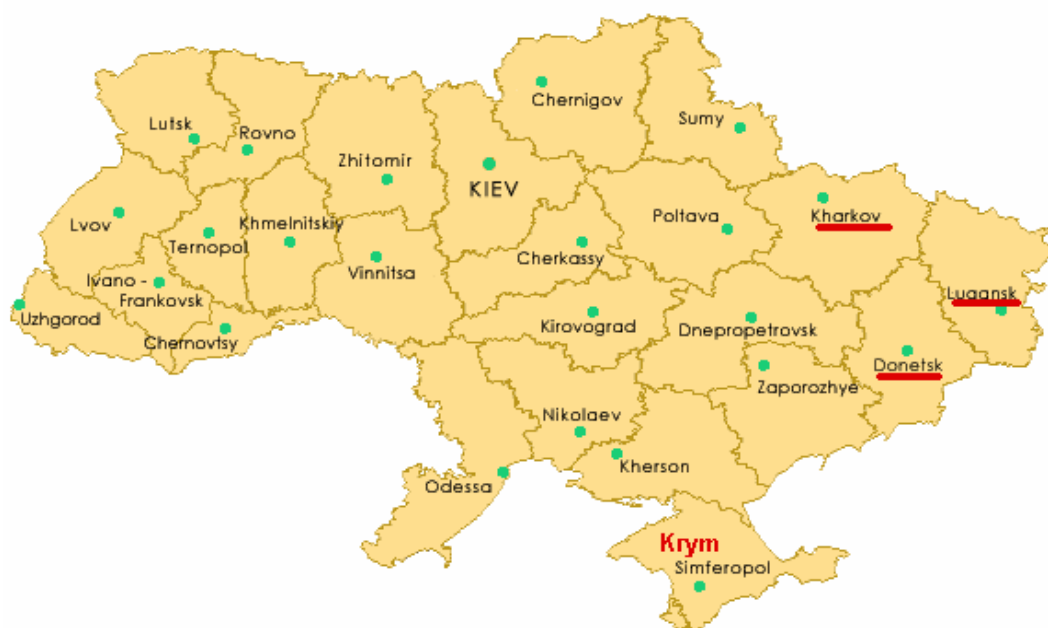 Chernigov
Sumy
Lutsk
Rovno
Zhitomir
KIEV
Kharkov
Poltava
Lvov
Khmelnitskiy
Ternopol
Cherkassy
Vinnitsa
Ivano -
Frankovsk
Lugansk
Uzhgorod
Kirovograd
Dnepropetrovsk
Chernovtsy
Donetsk
Zaporozhye
Nikolaev
Kherson
Odessa
Krym
Simferopol